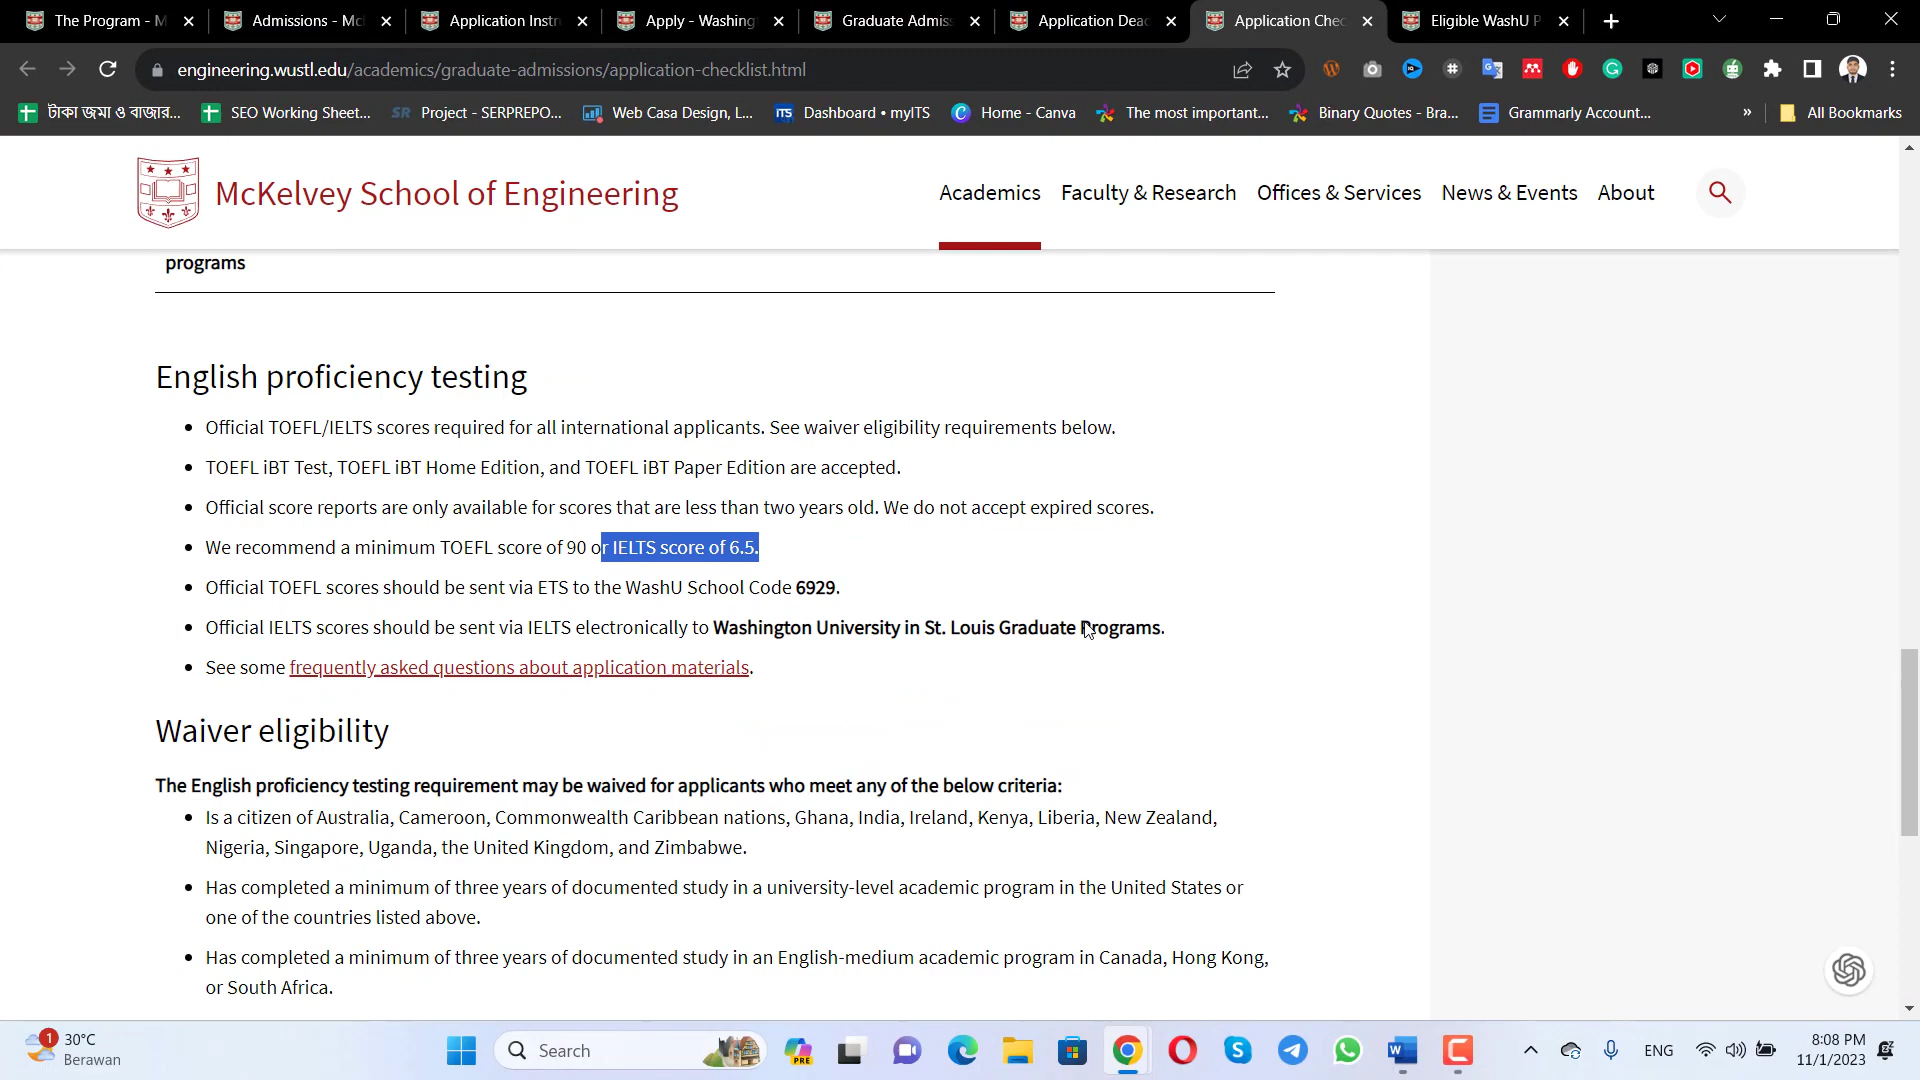 The Program - M
Admissions - Mc
Application Instr
Apply - Washing
Graduate Admiss
Application Deac
Application Chec
Eligible WashU P
engineering.wustl.edu/academics/graduate-admissions/application-checklist.html
টাকা জমা ও বাজার...
SEO Working Sheet...
SR Project - SERPREPO...
Web Casa Design, L...
ITS Dashboard • myITS
Home - Canva
The most important...
Binary Quotes - Bra...
Grammarly Account...
»
All Bookmarks
McKelvey School of Engineering
Academics
Faculty & Research
Offices & Services
News & Events
About
programs
English proficiency testing
• Official TOEFL/IELTS scores required for all international applicants. See waiver eligibility requirements below.
• TOEFL iBT Test, TOEFL iBT Home Edition, and TOEFL iBT Paper Edition are accepted.
• Official score reports are only available for scores that are less than two years old. We do not accept expired scores.
• We recommend a minimum TOEFL score of 90 or IELTS score of 6.5.
• Official TOEFL scores should be sent via ETS to the WashU School Code 6929.
• Official IELTS scores should be sent via IELTS electronically to Washington University in St. Louis Graduate Programs.
• See some frequently asked questions about application materials.
Waiver eligibility
The English proficiency testing requirement may be waived for applicants who meet any of the below criteria:
• Is a citizen of Australia, Cameroon, Commonwealth Caribbean nations, Ghana, India, Ireland, Kenya, Liberia, New Zealand,
Nigeria, Singapore, Uganda, the United Kingdom, and Zimbabwe.
• Has completed a minimum of three years of documented study in a university-level academic program in the United States or
one of the countries listed above.
• Has completed a minimum of three years of documented study in an English-medium academic program in Canada, Hong Kong,
or South Africa.
1
30°C
Berawan
Search
PRE
ENG
8:08 PM
11/1/2023